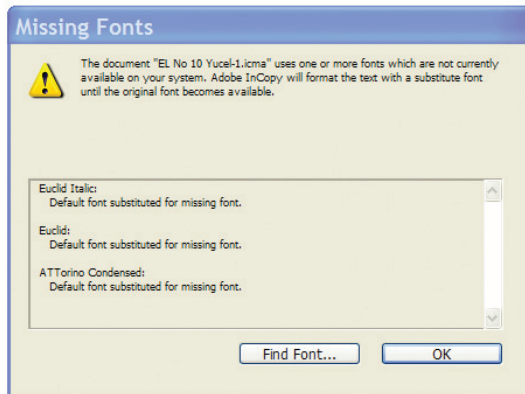 Missing Fonts
The document "EL No 10 Yucel-1.icma" uses one or more fonts which are not currently
available on your system. Adobe InCopy will format the text with a substitute font
until the original font becomes available.
Euclid Italic:
Default font substituted for missing font.
Euclid:
Default font substituted for missing font.
ATTorino Condensed:
Default font substituted for missing font.
Find Font...
OK